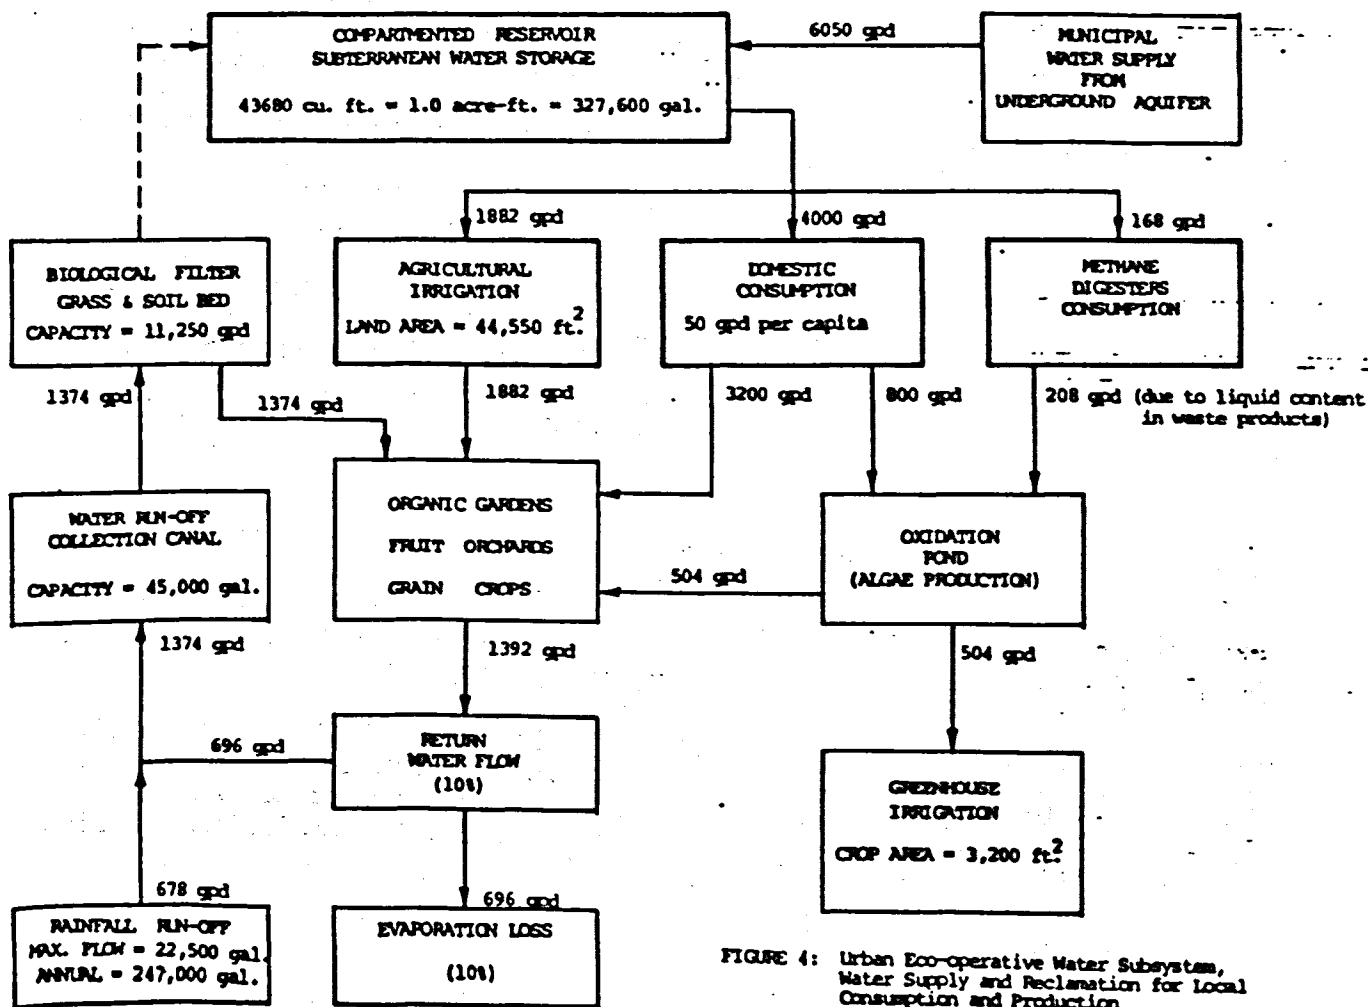 COMPARTMENTED RESERVOIR
SUBTERRANEAN WATER STORAGE
43680 cu. ft. = 1.0 acre-ft. = 327,600 gal.
6050 gpd
MUNICIPAL
WATER SUPPLY
FROM
UNDERGROUND AQUIFER
1882 gpd
4000 gpd
168 gpd
BIOLOGICAL FILTER
GRASS & SOIL BED
CAPACITY = 11,250 gpd
AGRICULTURAL
IRRIGATION
LAND AREA = 44,550 ft.2
DOMESTIC
CONSUMPTION
50 gpd per capita
METHANE
DIGESTERS
CONSUMPTION
1374 gpd
1374 gpd
1882 gpd
3200 gpd
800 gpd
208 gpd (due to liquid content
in waste products)
WATER RUN-OFF
COLLECTION CANAL
CAPACITY = 45,000 gal.
ORGANIC GARDENS
FRUIT ORCHARDS
GRAIN CROPS
504 gpd
OXIDATION
POND
(ALGAE PRODUCTION)
1374 gpd
1392 gpd
504 gpd
696 gpd
RETURN
WATER FLOW
(10%)
GREENHOUSE
IRRIGATION
CROP AREA = 3,200 ft.2
678 gpd
696 gpd
RAINFALL RUN-OFF
MAX. FLOW = 22,500 gal.
ANNUAL = 247,000 gal.
EVAPORATION LOSS
(10%)
FIGURE 4: Urban Eco-operative Water Subsystem,
Water Supply and Reclamation for Local
Consumption and Production